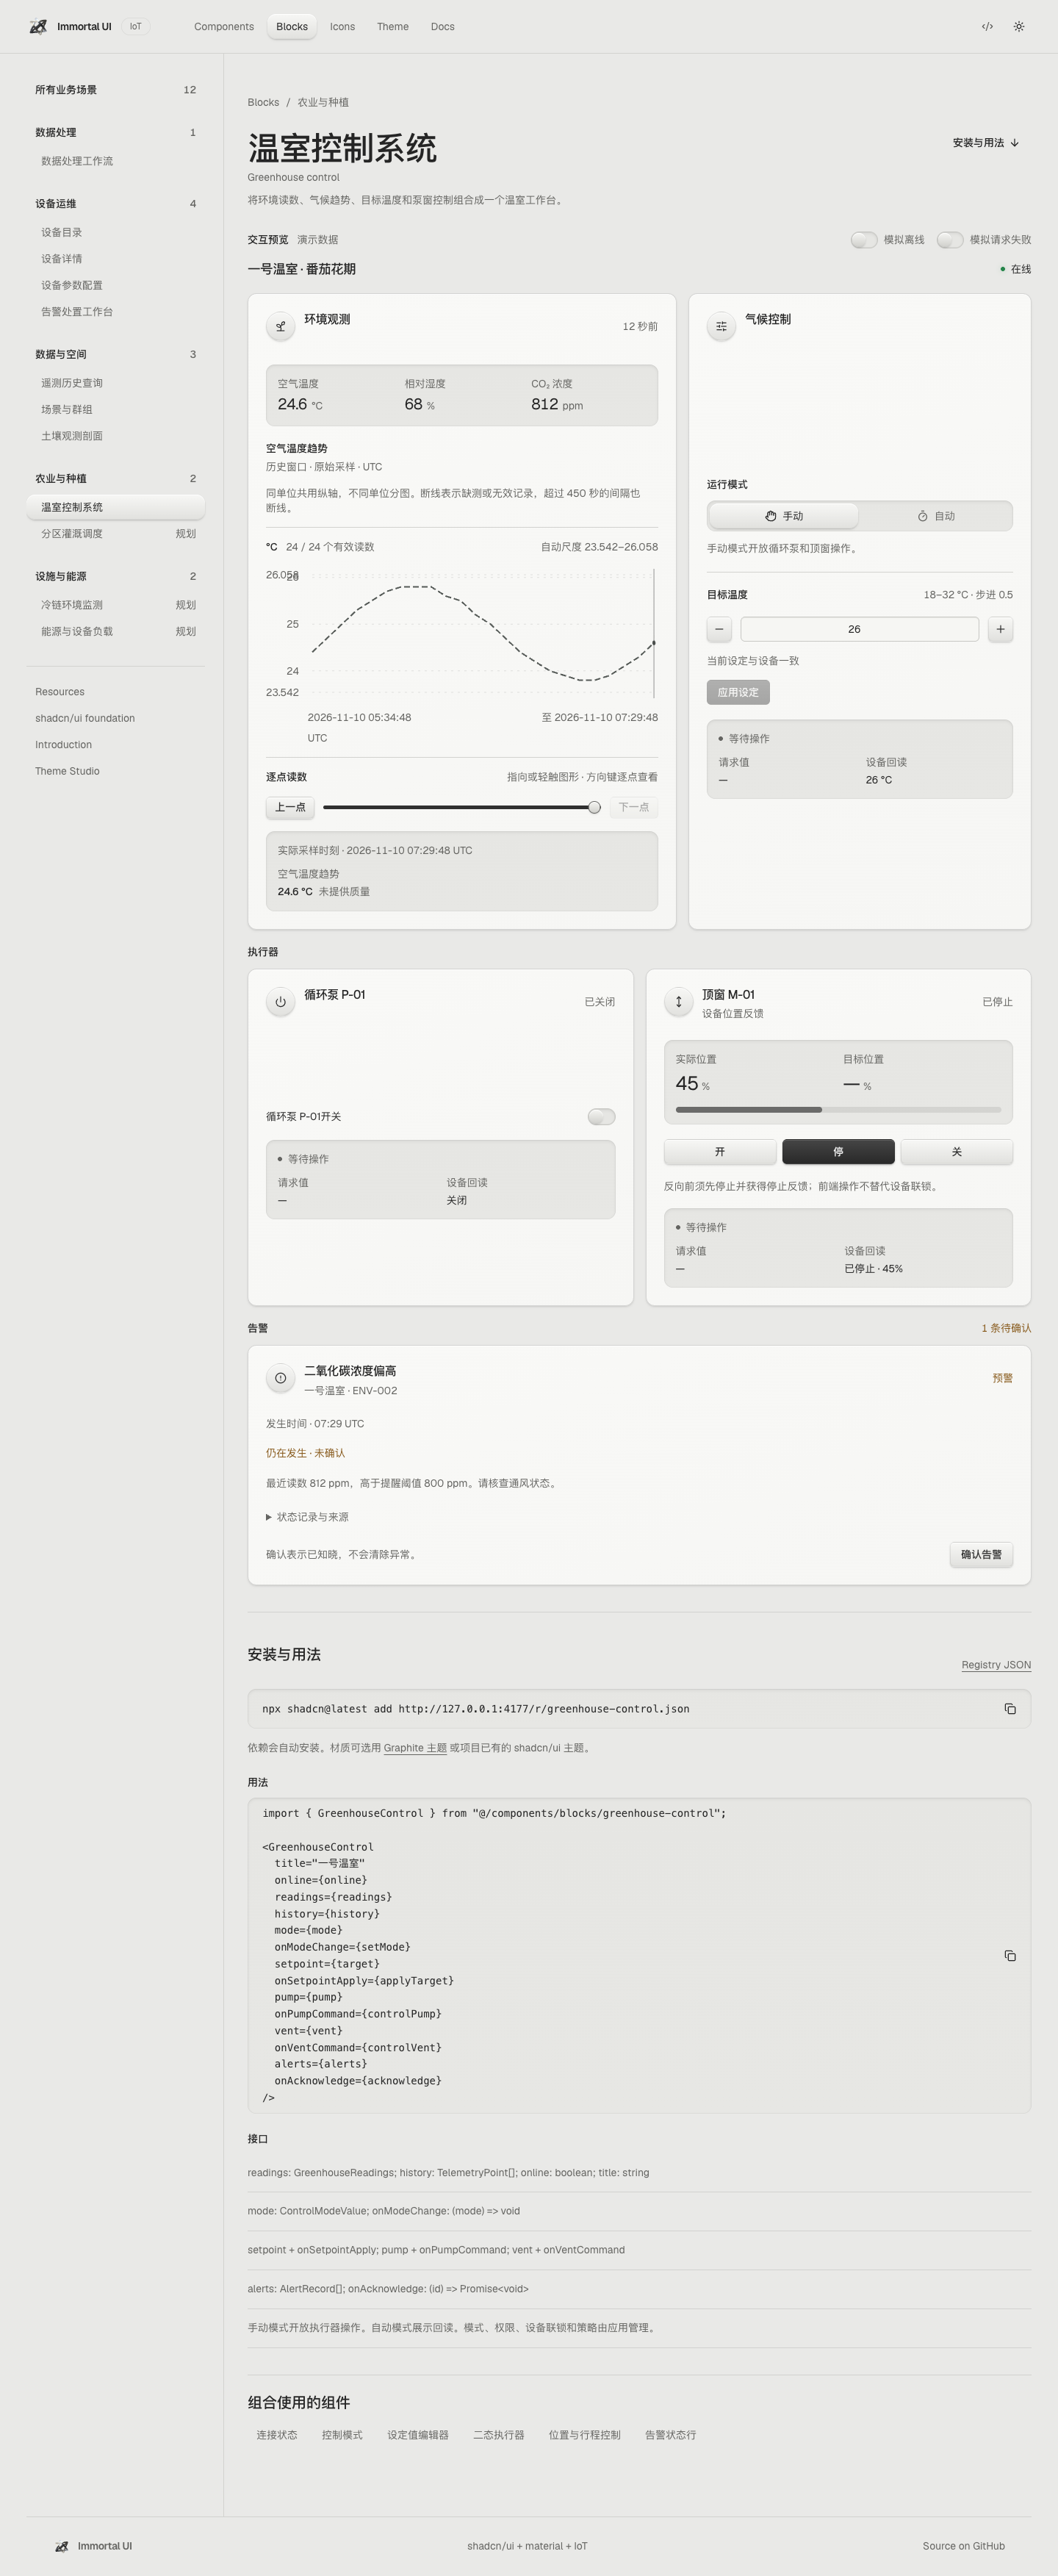 Immortal UI IoT Components Blocks Icons Theme Docs
所有业务场景 12
数据处理 1
数据处理工作流
设备运维 4
设备目录
设备详情
设备参数配置
告警处置工作台
数据与空间 3
遥测历史查询
场景与群组
土壤观测剖面
农业与种植 2
温室控制系统
分区灌溉调度 规划
设施与能源 2
冷链环境监测 规划
能源与设备负载 规划
Resources
shadcn/ui foundation
Introduction
Theme Studio
Blocks / 农业与种植
温室控制系统
安装与用法
Greenhouse control
将环境读数、气候趋势、目标温度和泵窗控制组合成一个温室工作台。
交互预览 演示数据 模拟离线 模拟请求失败
一号温室 · 番茄花期 在线
环境观测 12 秒前
空气温度 相对湿度 CO₂ 浓度
24.6 °C 68 % 812 ppm
空气温度趋势
历史窗口 · 原始采样 · UTC
同单位共用纵轴，不同单位分图。断线表示缺测或无效记录，超过 450 秒的间隔也
断线。
°C 24 / 24 个有效读数 自动尺度 23.542–26.058
26.058
26
25
24
23.542
2026-11-10 05:34:48 至 2026-11-10 07:29:48
UTC
逐点读数 指向或轻触图形 · 方向键逐点查看
上一点 下一点
实际采样时刻 · 2026-11-10 07:29:48 UTC
空气温度趋势
24.6 °C 未提供质量
气候控制
运行模式
手动 自动
手动模式开放循环泵和顶窗操作。
目标温度 18–32 °C · 步进 0.5
− 26 +
当前设定与设备一致
应用设定
等待操作
请求值 设备回读
— 26 °C
执行器
循环泵 P-01 已关闭
循环泵 P-01开关
等待操作
请求值 设备回读
— 关闭
顶窗 M-01 已停止
设备位置反馈
实际位置 目标位置
45 % — %
开 停 关
反向前须先停止并获得停止反馈；前端操作不替代设备联锁。
等待操作
请求值 设备回读
— 已停止 · 45%
告警 1 条待确认
二氧化碳浓度偏高 预警
一号温室 · ENV-002
发生时间 · 07:29 UTC
仍在发生 · 未确认
最近读数 812 ppm，高于提醒阈值 800 ppm。请核查通风状态。
状态记录与来源
确认表示已知晓，不会清除异常。 确认告警
安装与用法
Registry JSON
npx shadcn@latest add http://127.0.0.1:4177/r/greenhouse-control.json
依赖会自动安装。材质可选用 Graphite 主题 或项目已有的 shadcn/ui 主题。
用法
import { GreenhouseControl } from "@/components/blocks/greenhouse-control";
<GreenhouseControl
title="一号温室"
online={online}
readings={readings}
history={history}
mode={mode}
onModeChange={setMode}
setpoint={target}
onSetpointApply={applyTarget}
pump={pump}
onPumpCommand={controlPump}
vent={vent}
onVentCommand={controlVent}
alerts={alerts}
onAcknowledge={acknowledge}
/>
接口
readings: GreenhouseReadings; history: TelemetryPoint[]; online: boolean; title: string
mode: ControlModeValue; onModeChange: (mode) => void
setpoint + onSetpointApply; pump + onPumpCommand; vent + onVentCommand
alerts: AlertRecord[]; onAcknowledge: (id) => Promise<void>
手动模式开放执行器操作。自动模式展示回读。模式、权限、设备联锁和策略由应用管理。
组合使用的组件
连接状态 控制模式 设定值编辑器 二态执行器 位置与行程控制 告警状态行
Immortal UI shadcn/ui + material + IoT Source on GitHub